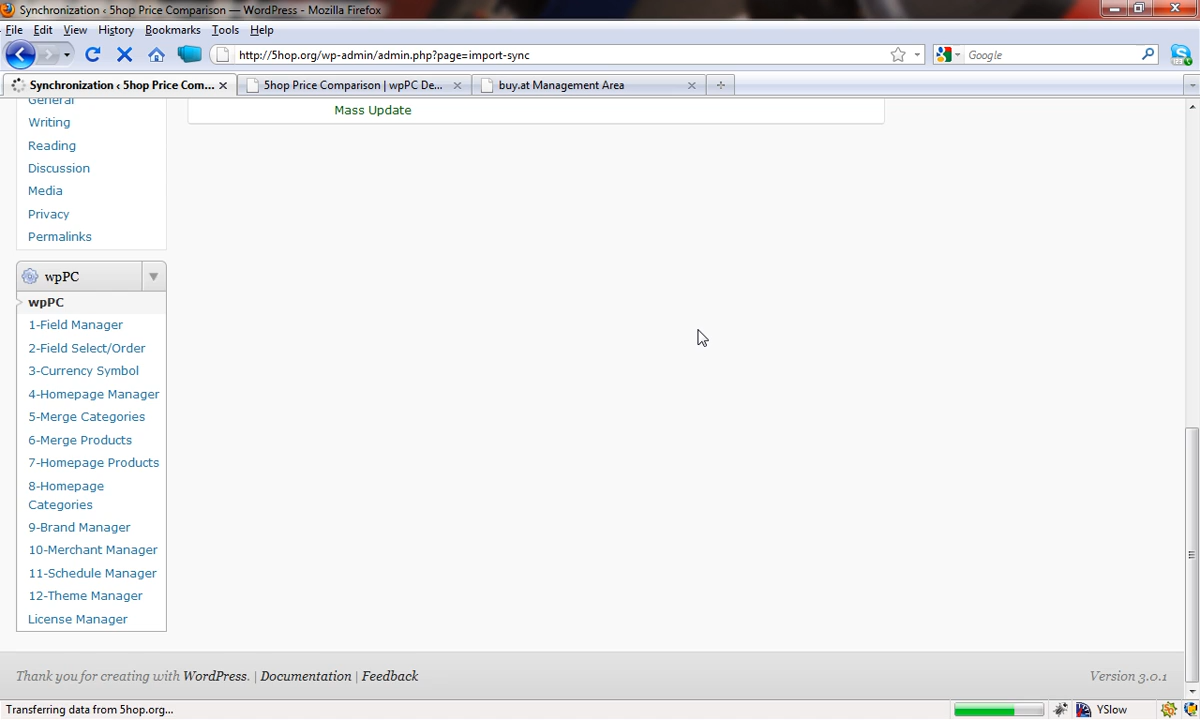 Synchronization ‹ 5hop Price Comparison — WordPress - Mozilla Firefox
File Edit View History Bookmarks Tools Help
http://5hop.org/wp-admin/admin.php?page=import-sync
Google
Synchronization ‹ 5hop Price Com...
5hop Price Comparison | wpPC De...
buy.at Management Area
General
Mass Update
Writing
Reading
Discussion
Media
Privacy
Permalinks
wpPC
wpPC
1-Field Manager
2-Field Select/Order
3-Currency Symbol
4-Homepage Manager
5-Merge Categories
6-Merge Products
7-Homepage Products
8-Homepage
Categories
9-Brand Manager
10-Merchant Manager
11-Schedule Manager
12-Theme Manager
License Manager
Thank you for creating with WordPress. | Documentation | Feedback
Version 3.0.1
Transferring data from 5hop.org...
YSlow